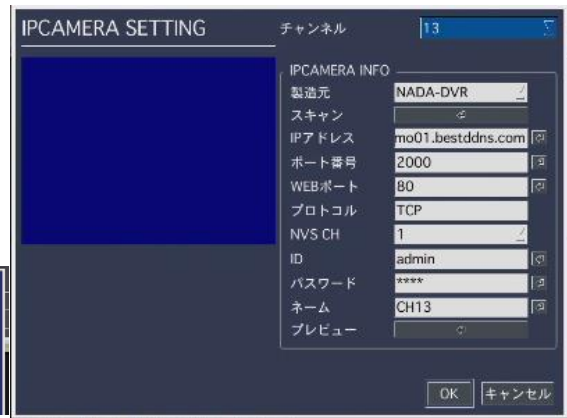 IPCAMERA SETTING
チャンネル 13
IPCAMERA INFO
製造元 NADA-DVR
スキャン
IPアドレス mo01.bestddns.com
ポート番号 2000
WEBポート 80
プロトコル TCP
NVS CH 1
ID admin
パスワード ****
ネーム CH13
プレビュー
OK キャンセル